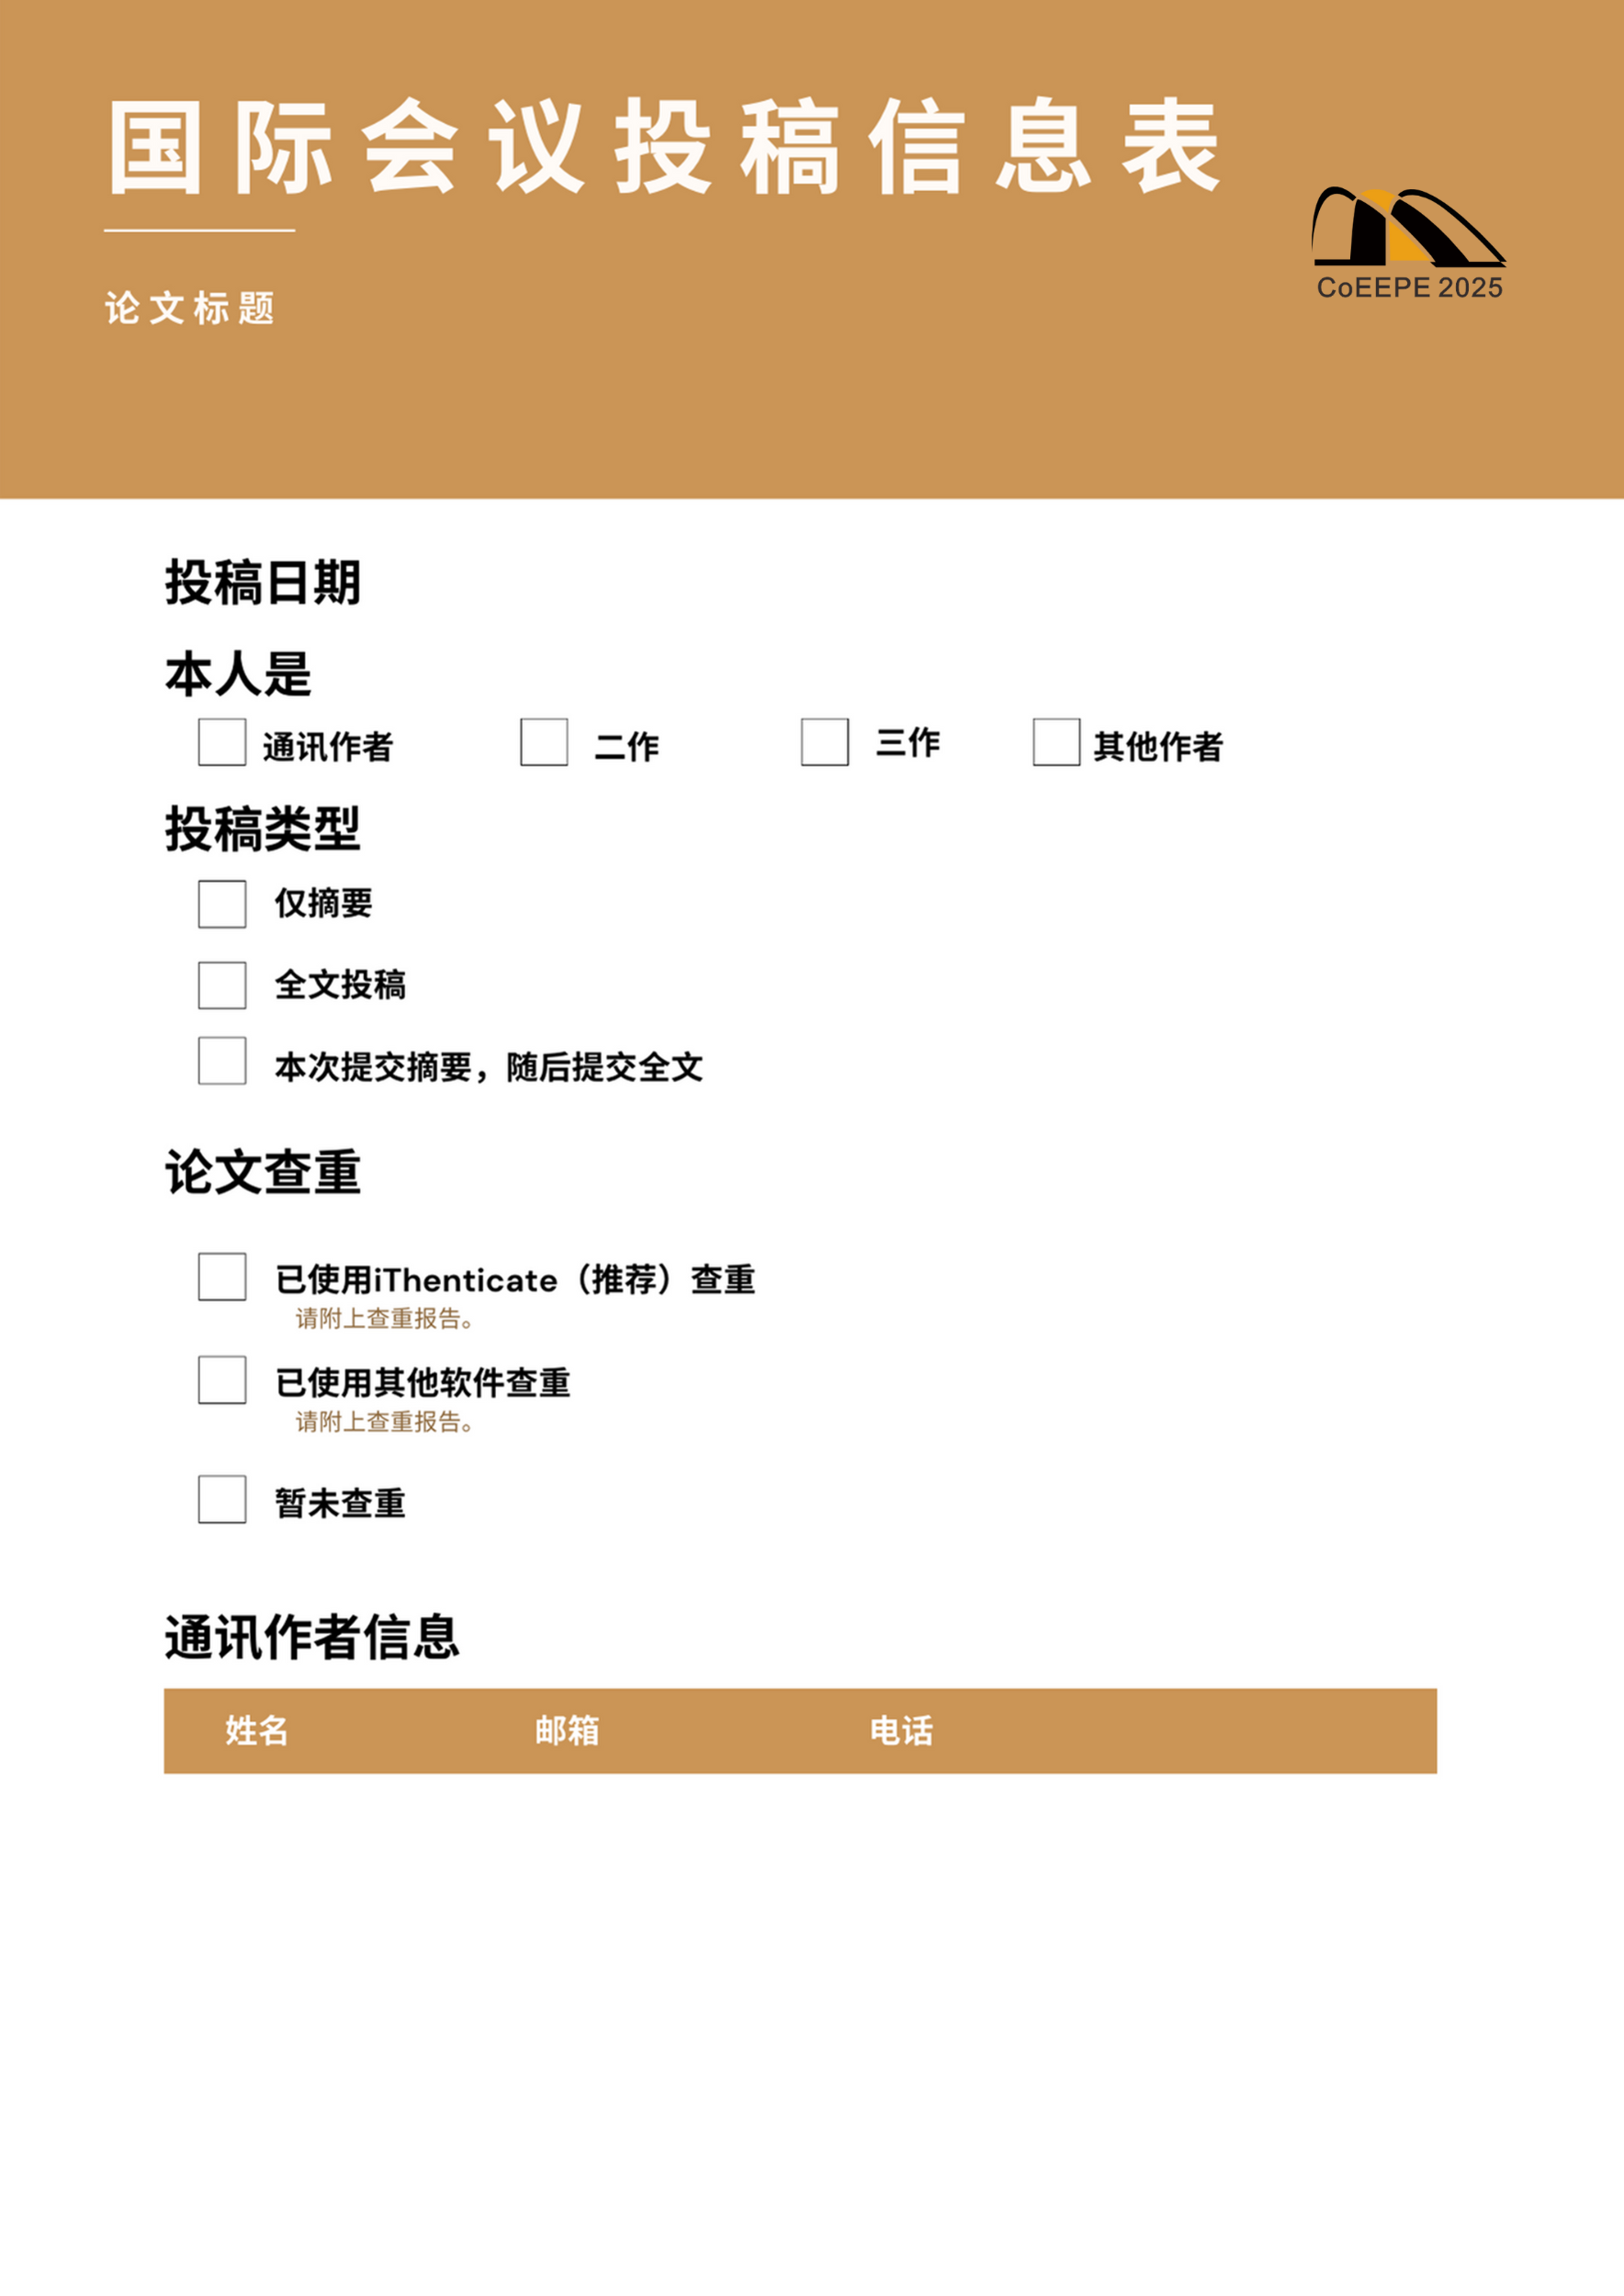 国际会议投稿信息表
CoEEPE 2025
论文标题
投稿日期
本人是
通讯作者 二作 三作 其他作者
投稿类型
仅摘要
全文投稿
本次提交摘要，随后提交全文
论文查重
已使用iThenticate（推荐）查重
请附上查重报告。
已使用其他软件查重
请附上查重报告。
暂未查重
通讯作者信息
姓名 邮箱 电话